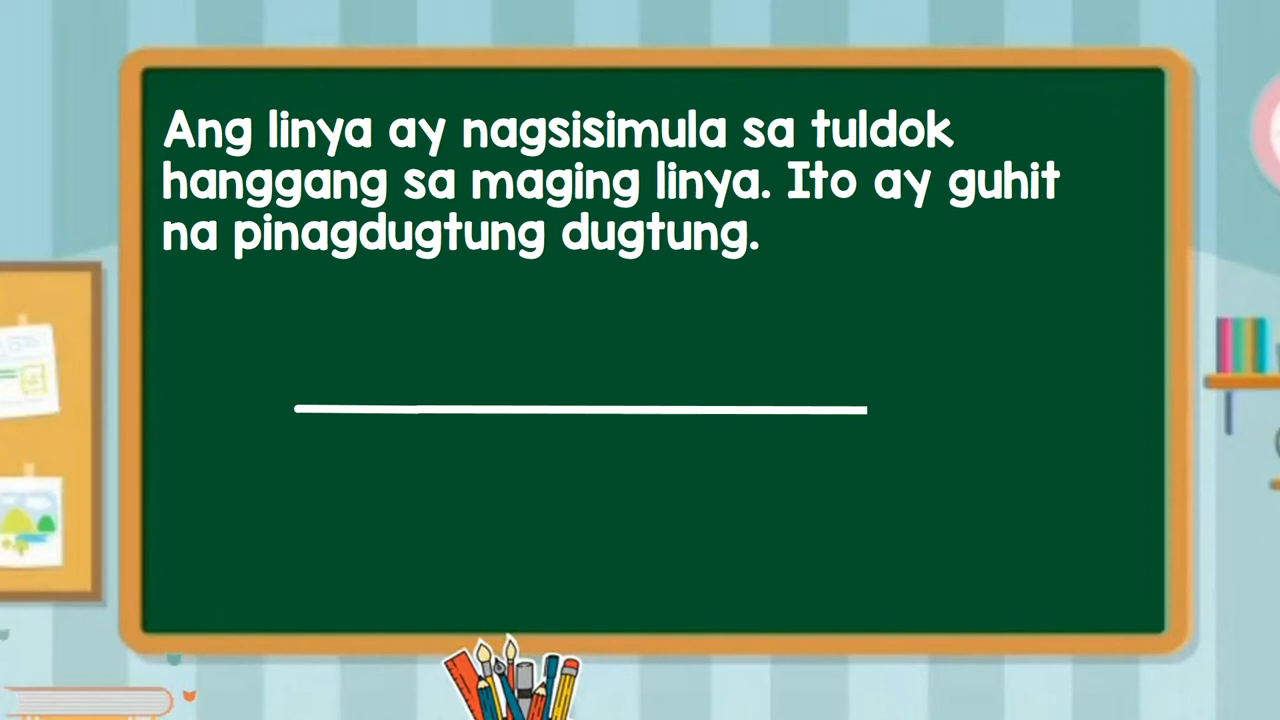 Ang linya ay nagsisimula sa tuldok
hanggang sa maging linya. Ito ay guhit
na pinagdugtung dugtung.